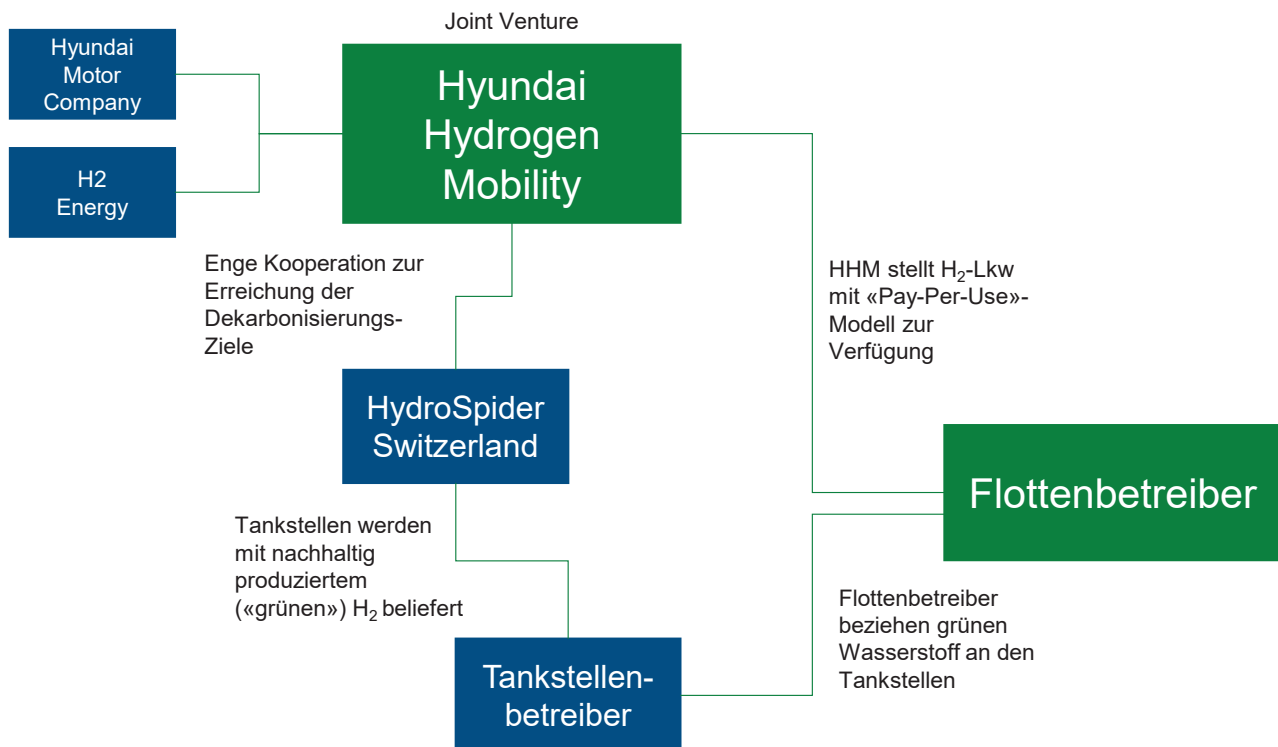 Joint Venture
Hyundai
Motor
Company
H2
Energy
Hyundai
Hydrogen
Mobility
Enge Kooperation zur
Erreichung der
Dekarbonisierungs-
Ziele
HHM stellt H₂-Lkw
mit «Pay-Per-Use»-
Modell zur
Verfügung
HydroSpider
Switzerland
Flottenbetreiber
Tankstellen werden
mit nachhaltig
produziertem
(«grünen») H₂ beliefert
Flottenbetreiber
beziehen grünen
Wasserstoff an den
Tankstellen
Tankstellen-
betreiber